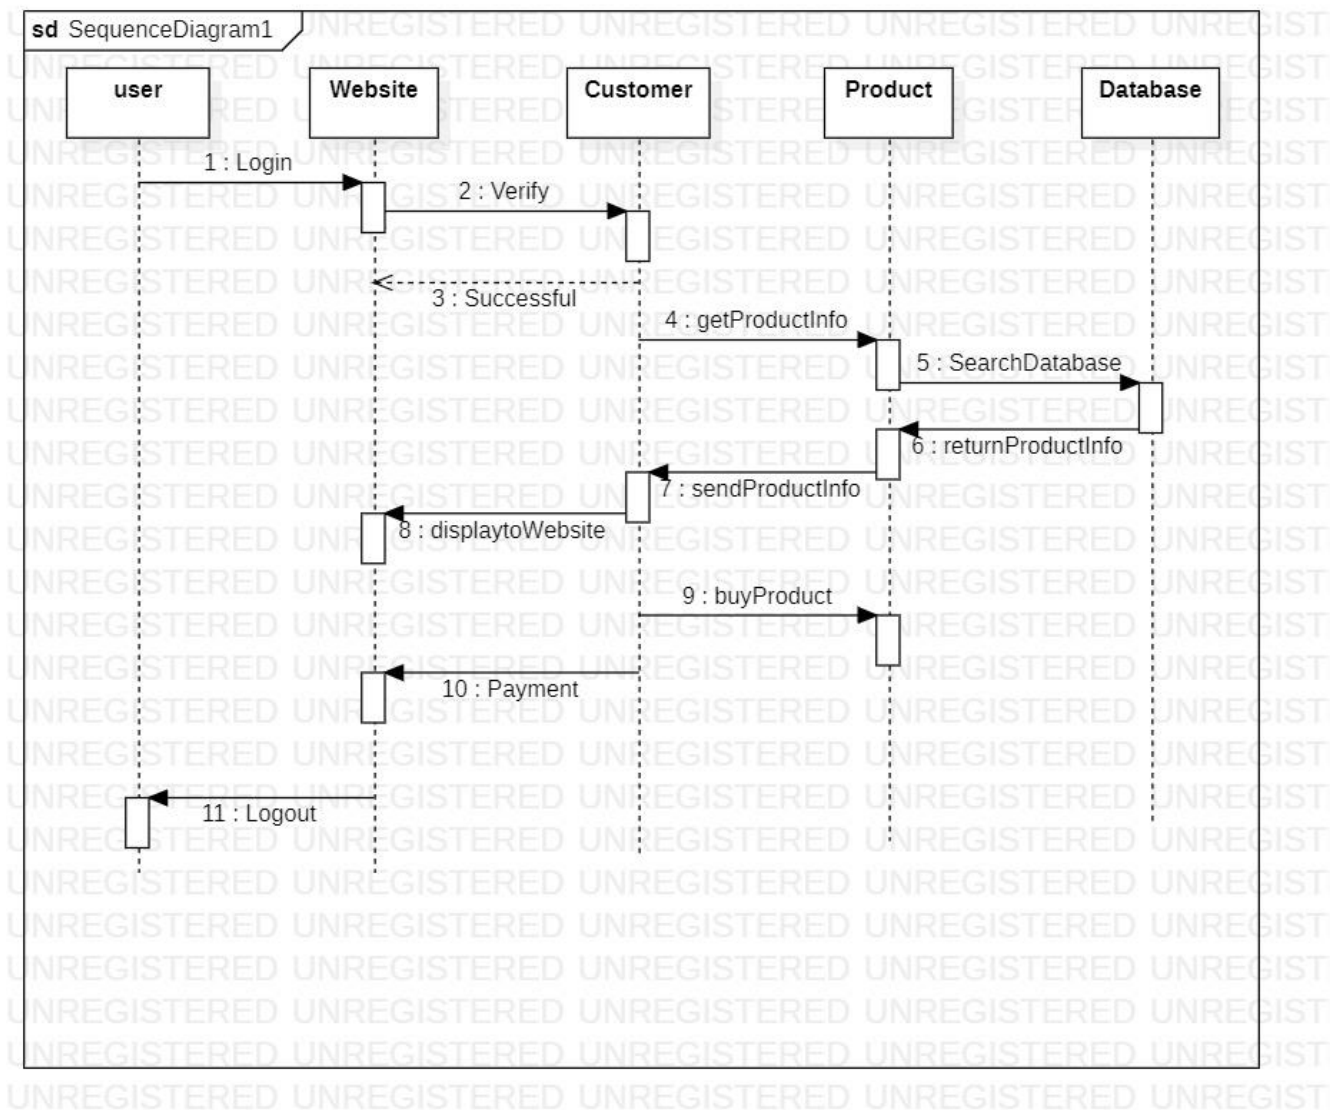 sd SequenceDiagram1
user
Website
Customer
Product
Database
1 : Login
2 : Verify
3 : Successful
4 : getProductInfo
5 : SearchDatabase
6 : returnProductInfo
7 : sendProductInfo
8 : displaytoWebsite
9 : buyProduct
10 : Payment
11 : Logout
UNREGISTERED UNREGISTERED UNREGISTERED UNREGISTERED UNREGIST